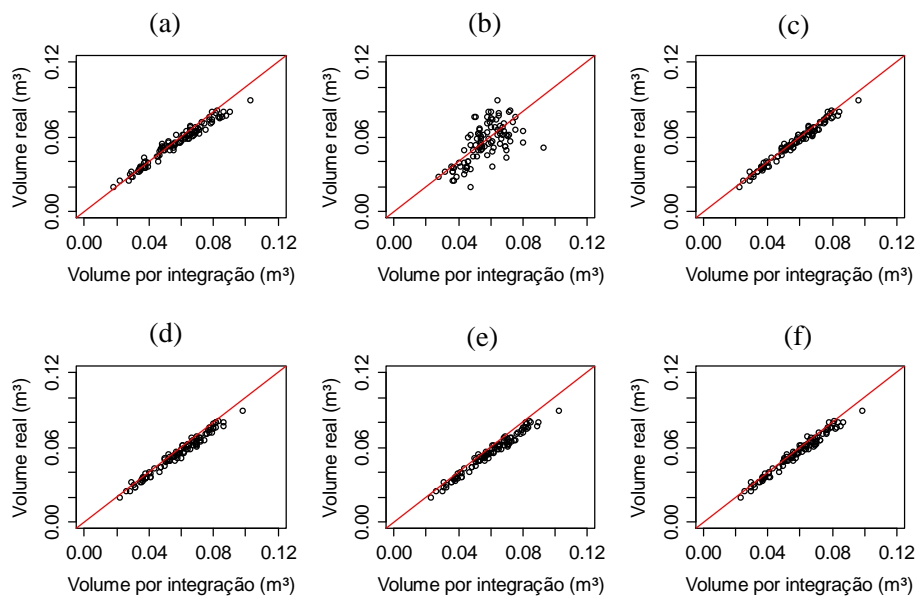 (a) (b) (c)
Volume real (m³) Volume real (m³) Volume real (m³)
0.12 0.12 0.12
0.06 0.06 0.06
0.00 0.00 0.00
0.00 0.04 0.08 0.12 0.00 0.04 0.08 0.12 0.00 0.04 0.08 0.12
Volume por integração (m³) Volume por integração (m³) Volume por integração (m³)
(d) (e) (f)
Volume real (m³) Volume real (m³) Volume real (m³)
0.12 0.12 0.12
0.06 0.06 0.06
0.00 0.00 0.00
0.00 0.04 0.08 0.12 0.00 0.04 0.08 0.12 0.00 0.04 0.08 0.12
Volume por integração (m³) Volume por integração (m³) Volume por integração (m³)